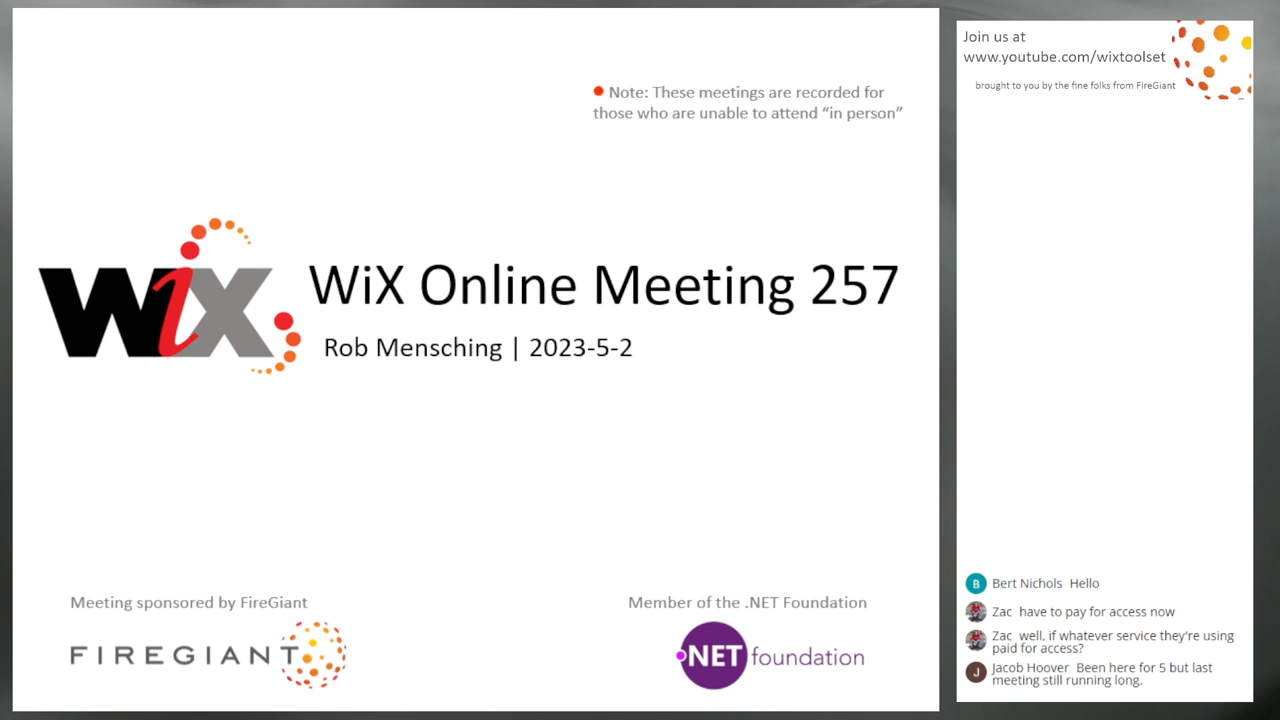 Note: These meetings are recorded for
those who are unable to attend “in person”
WiX
WiX Online Meeting 257
Rob Mensching | 2023-5-2
Meeting sponsored by FireGiant
FIREGIANT
Member of the .NET Foundation
.NET foundation
Join us at
www.youtube.com/wixtoolset
brought to you by the fine folks from FireGiant
B Bert Nichols Hello
Zac have to pay for access now
Zac well, if whatever service they're using
paid for access?
J Jacob Hoover Been here for 5 but last
meeting still running long.